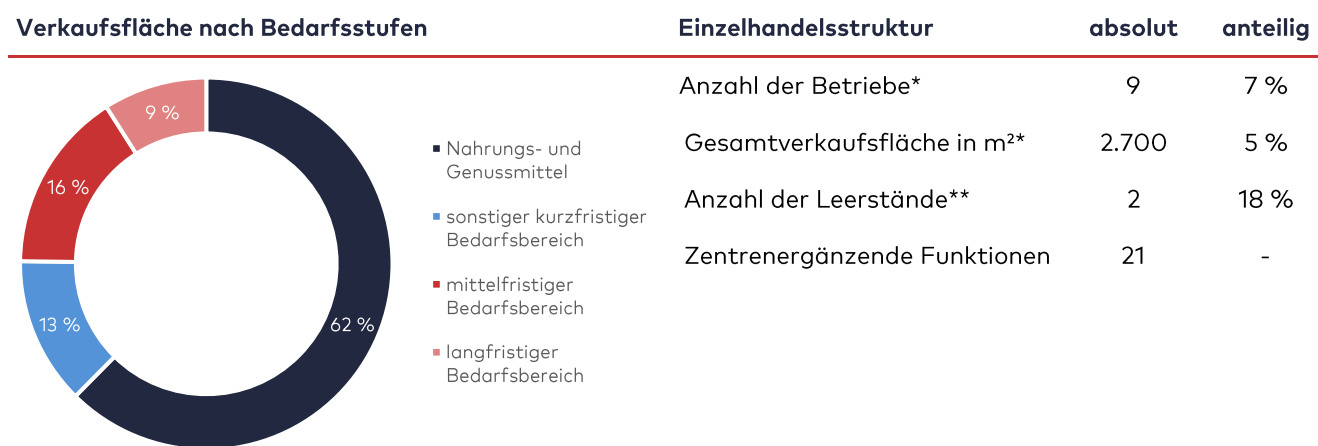 Verkaufsfläche nach Bedarfsstufen
9 %
16 %
13 %
62 %
Nahrungs- und
Genussmittel
sonstiger kurzfristiger
Bedarfsbereich
mittelfristiger
Bedarfsbereich
langfristiger
Bedarfsbereich
Einzelhandelsstruktur absolut anteilig
Anzahl der Betriebe* 9 7 %
Gesamtverkaufsfläche in m²* 2.700 5 %
Anzahl der Leerstände** 2 18 %
Zentrenergänzende Funktionen 21 -